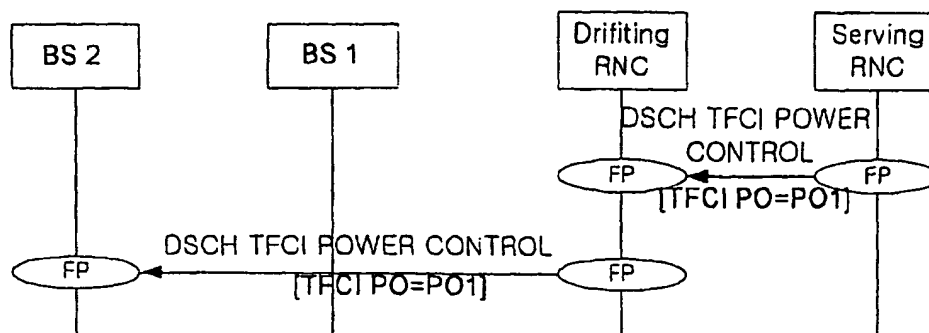 BS 2
BS 1
Drifiting
RNC
Serving
RNC
DSCH TFCI POWER
CONTROL
FP
FP
[TFCI PO=PO1]
DSCH TFCI POWER CONTROL
FP
FP
[TFCI PO=PO1]